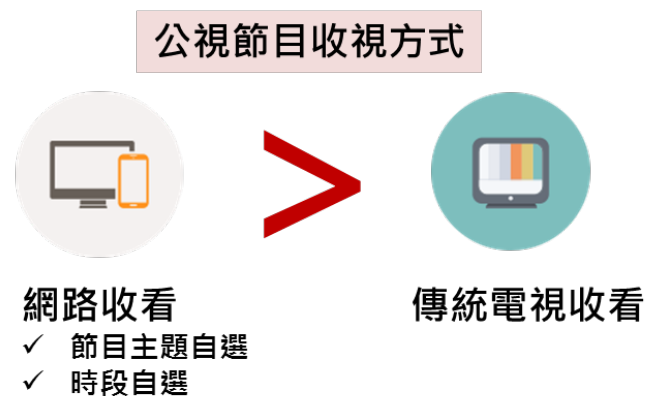 公視節目收視方式
>
網路收看
✓ 節目主題自選
✓ 時段自選
傳統電視收看